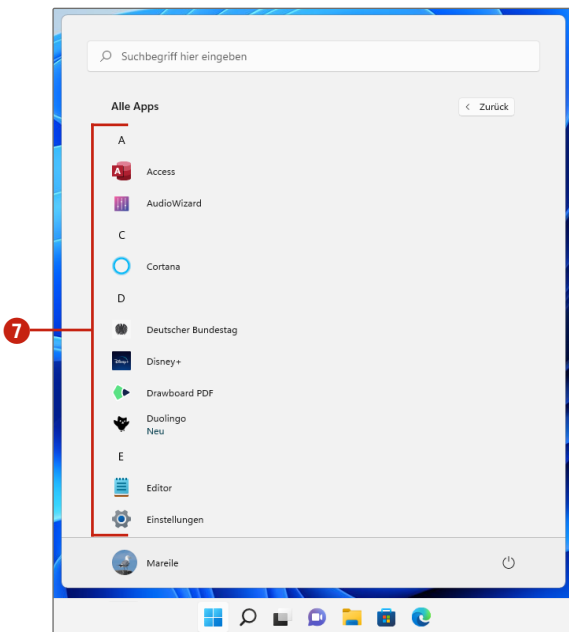 Suchbegriff hier eingeben
Alle Apps
Zurück
A
Access
AudioWizard
C
Cortana
D
Deutscher Bundestag
Disney+
Drawboard PDF
Duolingo
Neu
E
Editor
Einstellungen
Mareile
7